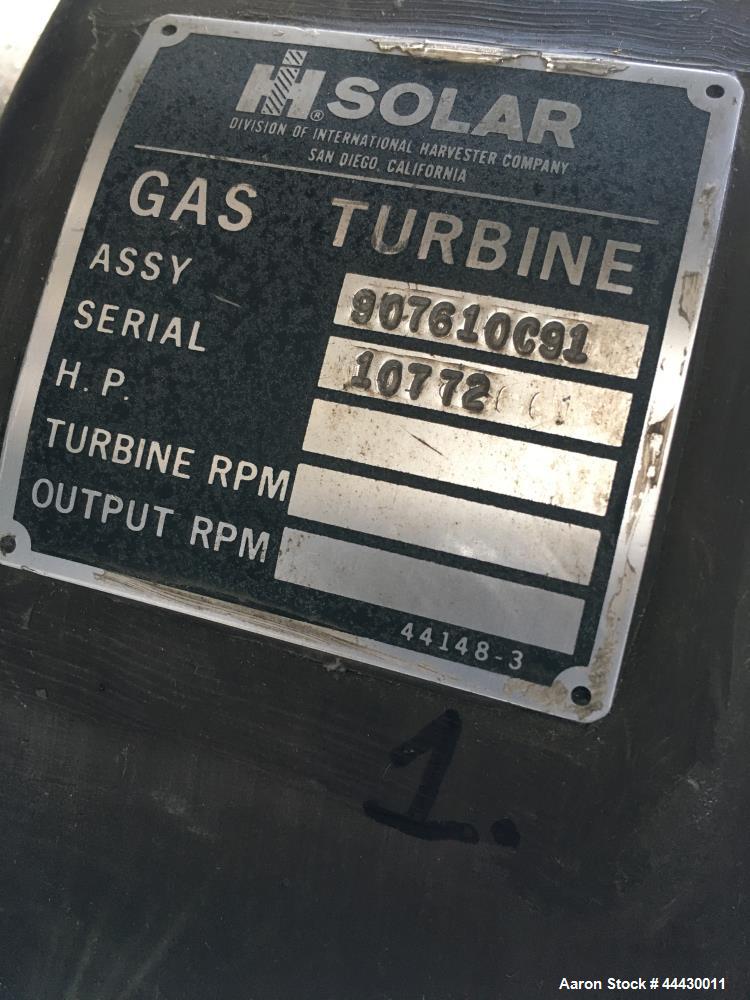 IH® SOLAR
DIVISION OF INTERNATIONAL HARVESTER COMPANY
SAN DIEGO, CALIFORNIA
GAS TURBINE
ASSY 907610C91
SERIAL 10772
H. P.
TURBINE RPM
OUTPUT RPM
44148-3
1.
Aaron Stock # 44430011